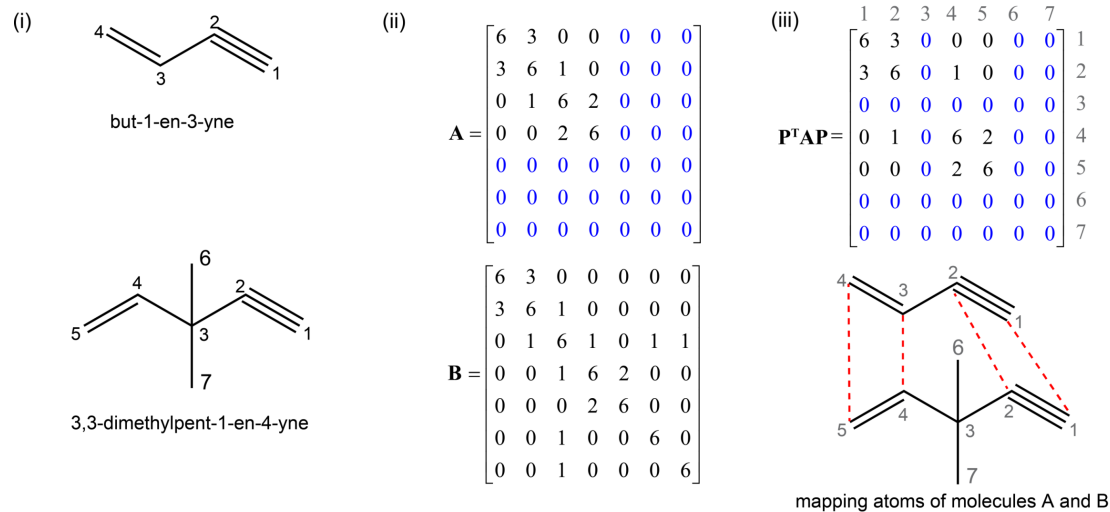 (i)
4
2
3
1
but-1-en-3-yne
6
4
2
5
3
1
7
3,3-dimethylpent-1-en-4-yne
(ii)
A =
6 3 0 0 0 0 0
3 6 1 0 0 0 0
0 1 6 2 0 0 0
0 0 2 6 0 0 0
0 0 0 0 0 0 0
0 0 0 0 0 0 0
0 0 0 0 0 0 0
B =
6 3 0 0 0 0 0
3 6 1 0 0 0 0
0 1 6 1 0 1 1
0 0 1 6 2 0 0
0 0 0 2 6 0 0
0 0 1 0 0 6 0
0 0 1 0 0 0 6
(iii)
1 2 3 4 5 6 7
PᵀAP =
6 3 0 0 0 0 0 1
3 6 0 1 0 0 0 2
0 0 0 0 0 0 0 3
0 1 0 6 2 0 0 4
0 0 0 2 6 0 0 5
0 0 0 0 0 0 0 6
0 0 0 0 0 0 0 7
4
3
2
1
6
5
4
3
2
1
7
mapping atoms of molecules A and B